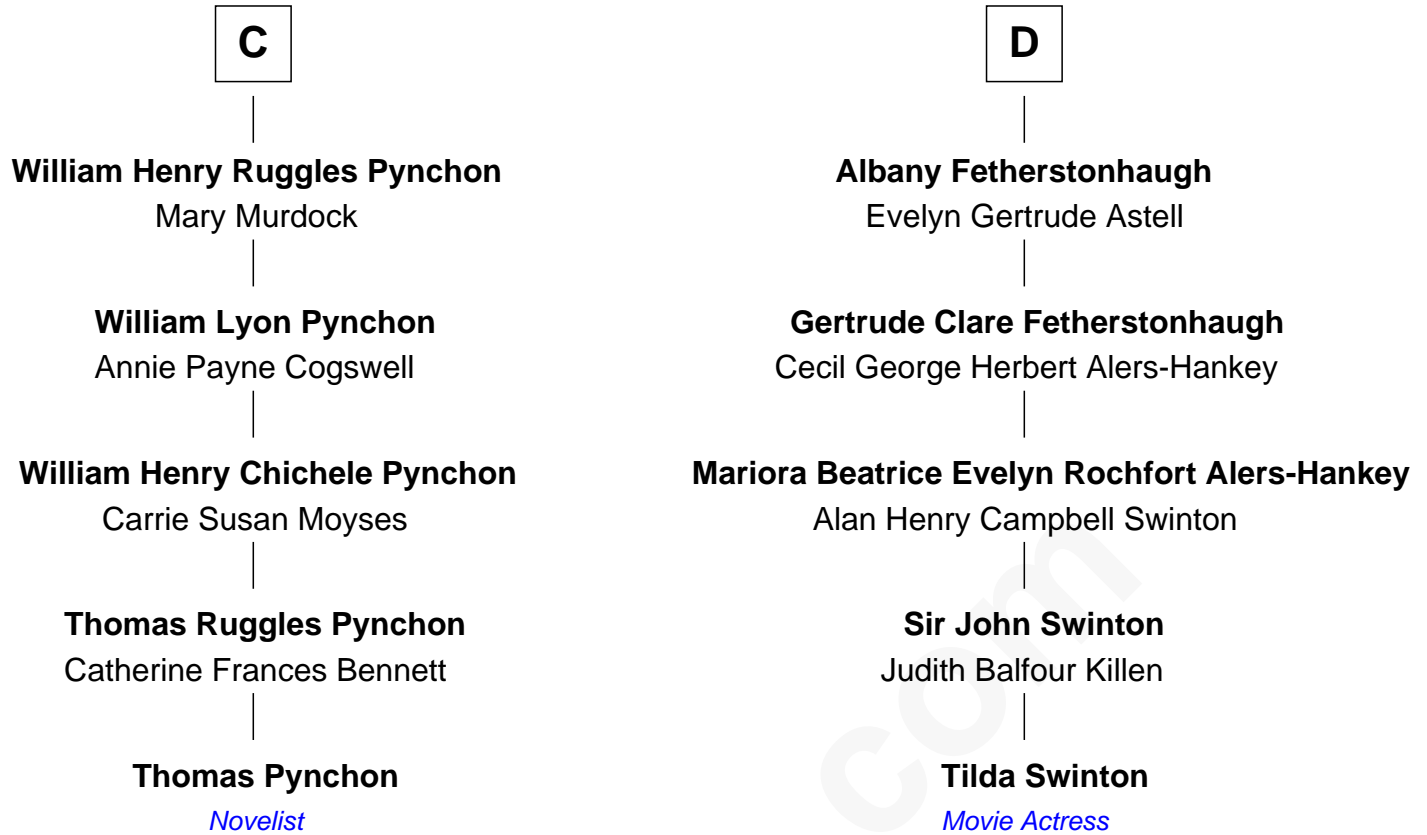 C
William Henry Ruggles Pynchon
Mary Murdock
William Lyon Pynchon
Annie Payne Cogswell
William Henry Chichele Pynchon
Carrie Susan Moyses
Thomas Ruggles Pynchon
Catherine Frances Bennett
Thomas Pynchon
Novelist
D
Albany Fetherstonhaugh
Evelyn Gertrude Astell
Gertrude Clare Fetherstonhaugh
Cecil George Herbert Alers-Hankey
Mariora Beatrice Evelyn Rochfort Alers-Hankey
Alan Henry Campbell Swinton
Sir John Swinton
Judith Balfour Killen
Tilda Swinton
Movie Actress
com